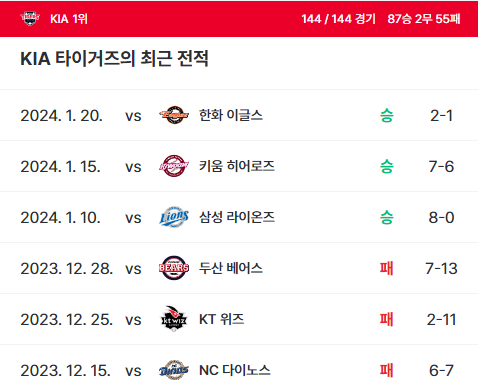 KIA 1위 144 / 144 경기 87승 2무 55패
KIA 타이거즈의 최근 전적
2024. 1. 20. vs 한화 이글스 승 2-1
2024. 1. 15. vs 키움 히어로즈 승 7-6
2024. 1. 10. vs Lions 삼성 라이온즈 승 8-0
2023. 12. 28. vs BEARS 두산 베어스 패 7-13
2023. 12. 25. vs KT WIZ KT 위즈 패 2-11
2023. 12. 15. vs NC 다이노스 패 6-7